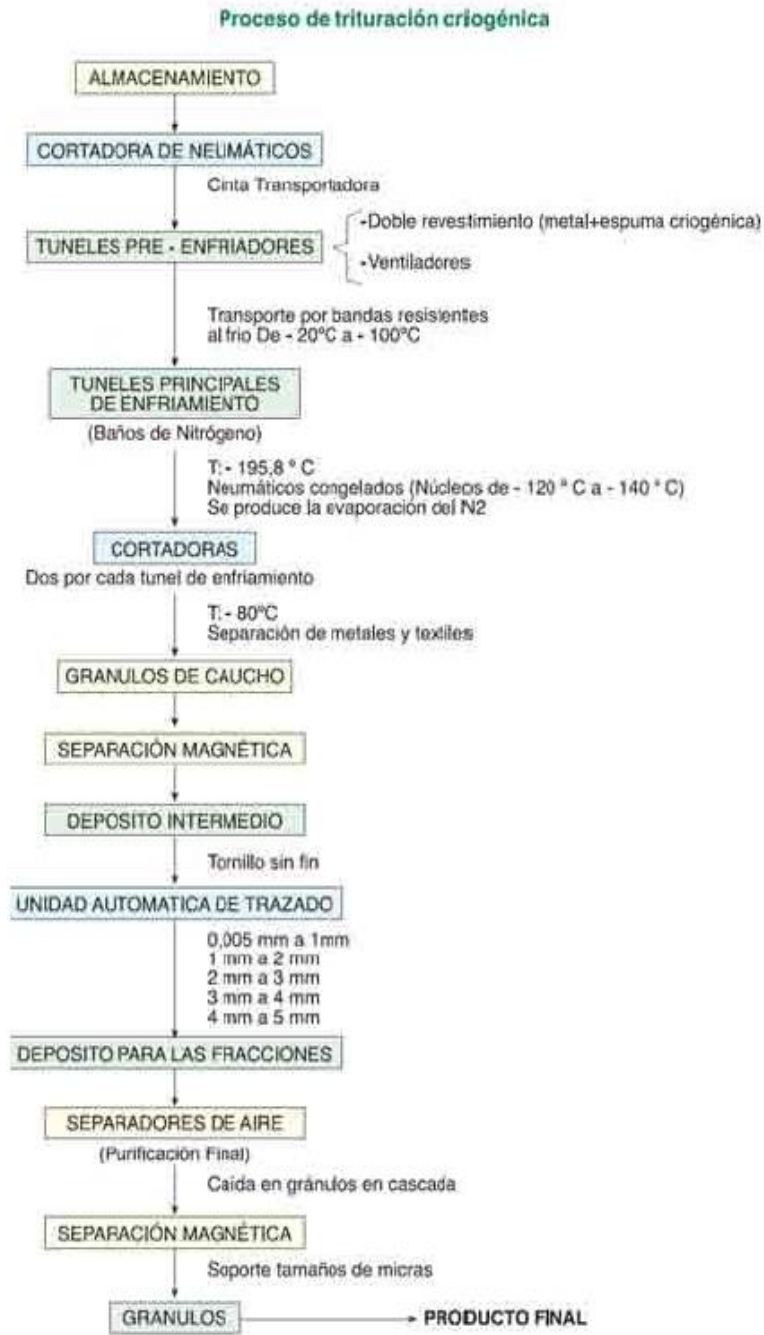 Proceso de trituración criogénica
ALMACENAMIENTO
CORTADORA DE NEUMÁTICOS
Cinta Transportadora
TUNELES PRE - ENFRIADORES
-Doble revestimiento (metal+espuma criogénica)
-Ventiladores
Transporte por bandas resistentes
al frio De - 20ºC a - 100ºC
TUNELES PRINCIPALES
DE ENFRIAMIENTO
(Baños de Nitrógeno)
T: - 195,8 º C
Neumáticos congelados (Núcleos de - 120 º C a - 140 º C)
Se produce la evaporación del N2
CORTADORAS
Dos por cada tunel de enfriamiento
T: - 80ºC
Separación de metales y textiles
GRANULOS DE CAUCHO
SEPARACIÓN MAGNÉTICA
DEPOSITO INTERMEDIO
Tornillo sin fin
UNIDAD AUTOMATICA DE TRAZADO
0,005 mm a 1mm
1 mm a 2 mm
2 mm a 3 mm
3 mm a 4 mm
4 mm a 5 mm
DEPOSITO PARA LAS FRACCIONES
SEPARADORES DE AIRE
(Purificación Final)
Caída en gránulos en cascada
SEPARACIÓN MAGNÉTICA
Soporte tamaños de micras
GRANULOS
PRODUCTO FINAL